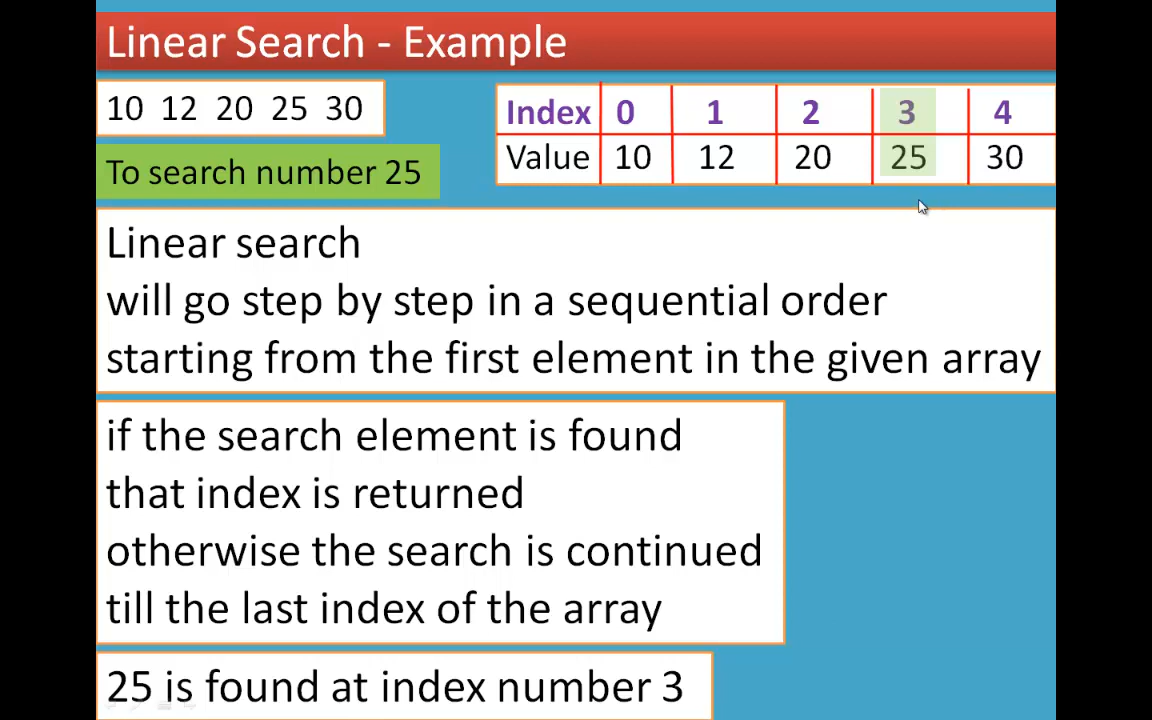 Linear Search - Example
10 12 20 25 30
To search number 25
Index 0 1 2 3 4
Value 10 12 20 25 30
Linear search
will go step by step in a sequential order
starting from the first element in the given array
if the search element is found
that index is returned
otherwise the search is continued
till the last index of the array
25 is found at index number 3